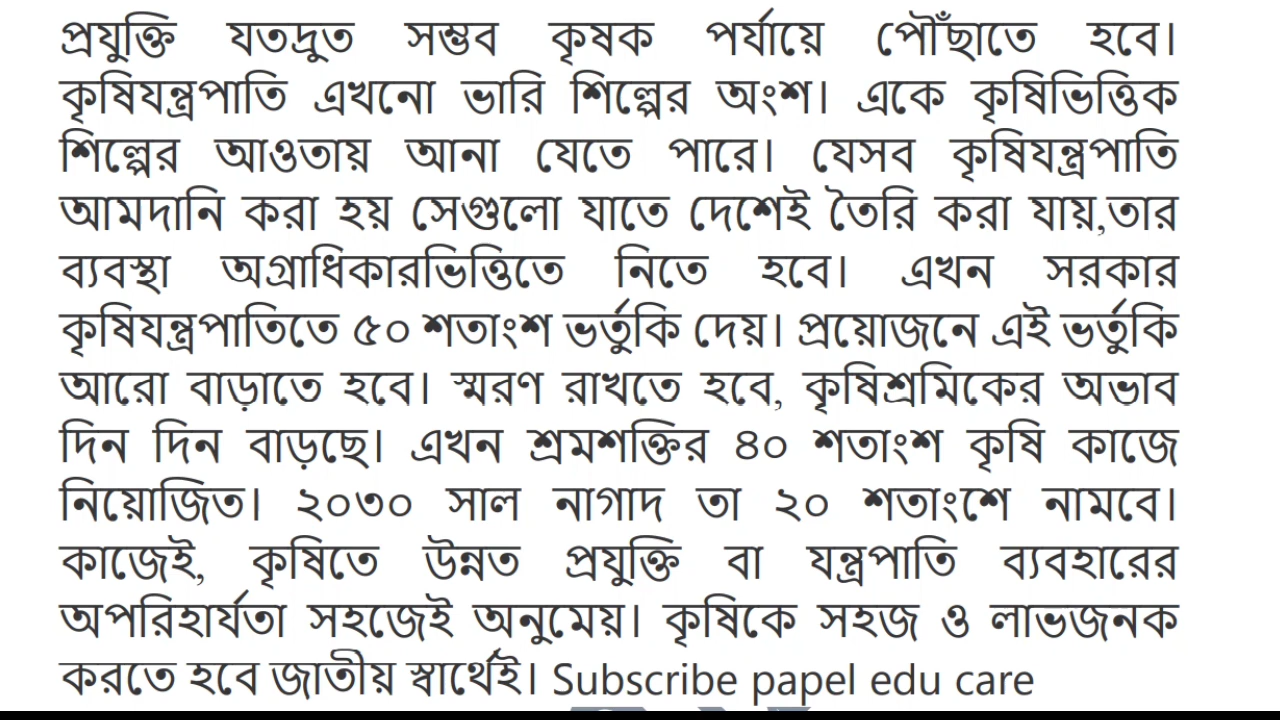 প্রযুক্তি যতদ্রুত সম্ভব কৃষক পর্যায়ে পৌঁছাতে হবে।
কৃষিযন্ত্রপাতি এখনো ভারি শিল্পের অংশ। একে কৃষিভিত্তিক
শিল্পের আওতায় আনা যেতে পারে। যেসব কৃষিযন্ত্রপাতি
আমদানি করা হয় সেগুলো যাতে দেশেই তৈরি করা যায়,তার
ব্যবস্থা অগ্রাধিকারভিত্তিতে নিতে হবে। এখন সরকার
কৃষিযন্ত্রপাতিতে ৫০ শতাংশ ভর্তুকি দেয়। প্রয়োজনে এই ভর্তুকি
আরো বাড়াতে হবে। স্মরণ রাখতে হবে, কৃষিশ্রমিকের অভাব
দিন দিন বাড়ছে। এখন শ্রমশক্তির ৪০ শতাংশ কৃষি কাজে
নিয়োজিত। ২০৩০ সাল নাগাদ তা ২০ শতাংশে নামবে।
কাজেই, কৃষিতে উন্নত প্রযুক্তি বা যন্ত্রপাতি ব্যবহারের
অপরিহার্যতা সহজেই অনুমেয়। কৃষিকে সহজ ও লাভজনক
করতে হবে জাতীয় স্বার্থেই। Subscribe papel edu care